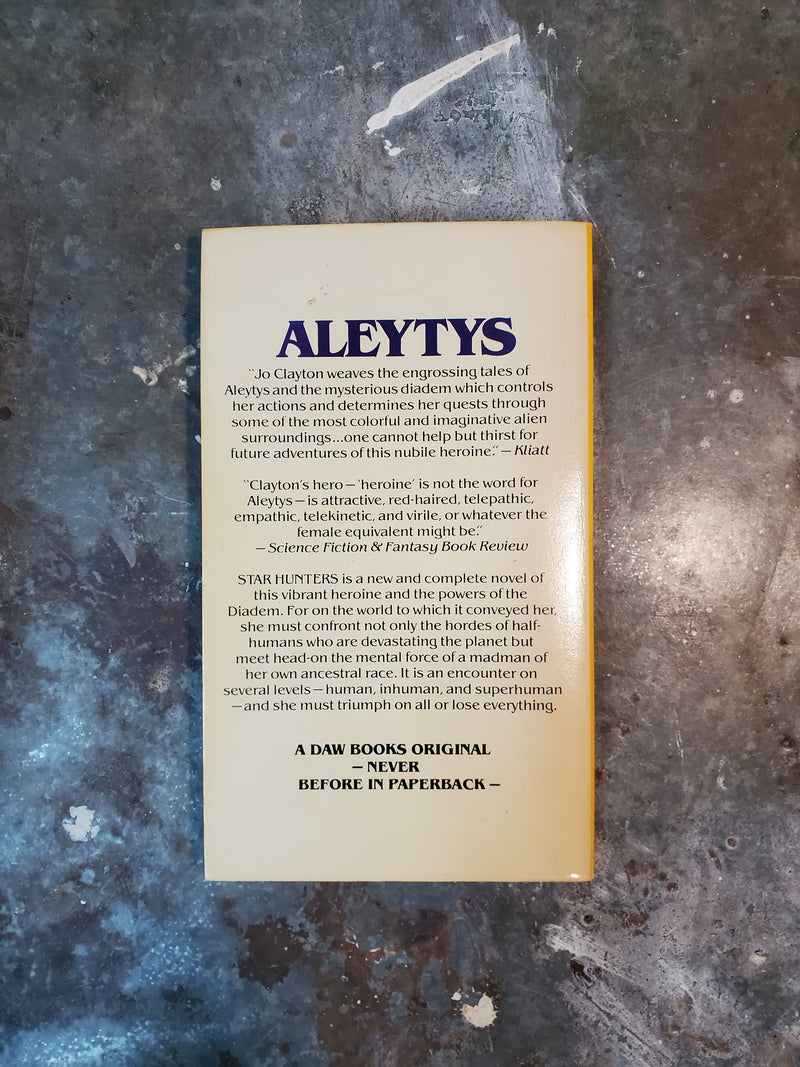 ALEYTYS
"Jo Clayton weaves the engrossing tales of
Aleytys and the mysterious diadem which controls
her actions and determines her quests through
some of the most colorful and imaginative alien
surroundings...one cannot help but thirst for
future adventures of this nubile heroine." — Kliatt
"Clayton's hero—'heroine' is not the word for
Aleytys—is attractive, red-haired, telepathic,
empathic, telekinetic, and virile, or whatever the
female equivalent might be."
— Science Fiction & Fantasy Book Review
STAR HUNTERS is a new and complete novel of
this vibrant heroine and the powers of the
Diadem. For on the world to which it conveyed her,
she must confront not only the hordes of half-
humans who are devastating the planet but
meet head-on the mental force of a madman of
her own ancestral race. It is an encounter on
several levels—human, inhuman, and superhuman
—and she must triumph on all or lose everything.
A DAW BOOKS ORIGINAL
— NEVER
BEFORE IN PAPERBACK —